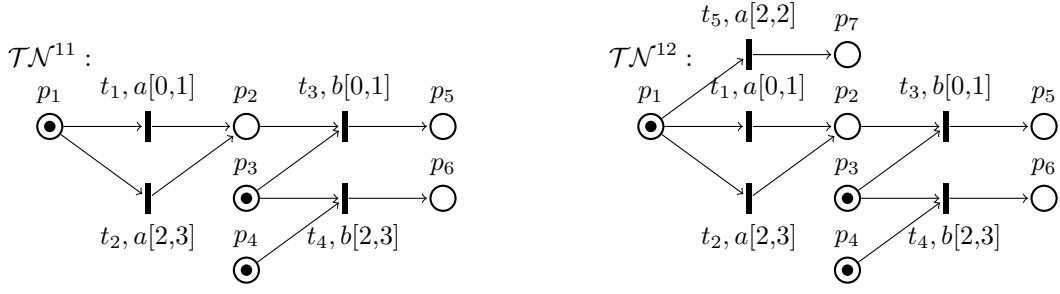 t₅, a[2,2] p₇
𝒯𝒩¹¹ : 𝒯𝒩¹² :
p₁ t₁, a[0,1] p₂ t₃, b[0,1] p₅ p₁ t₁, a[0,1] p₂ t₃, b[0,1] p₅
p₃ p₆ p₃ p₆
t₂, a[2,3] p₄ t₄, b[2,3] t₂, a[2,3] p₄ t₄, b[2,3]